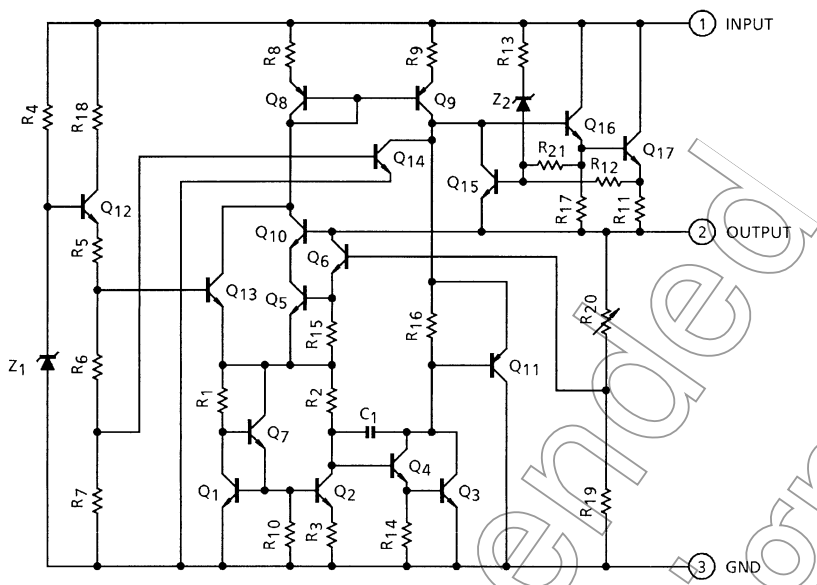 1 INPUT
R8
R9
R13
R4
R18
Q8
Q9
Z2
Q16
Q14
R21
Q17
R12
Q15
Q12
R17
R11
R5
Q10
Q6
2 OUTPUT
Q13
Q5
R15
R16
R20
Z1
R6
R1
R2
Q11
Q7
C1
R7
Q1
Q2
Q4
Q3
R10
R3
R14
R19
3 GND
ended